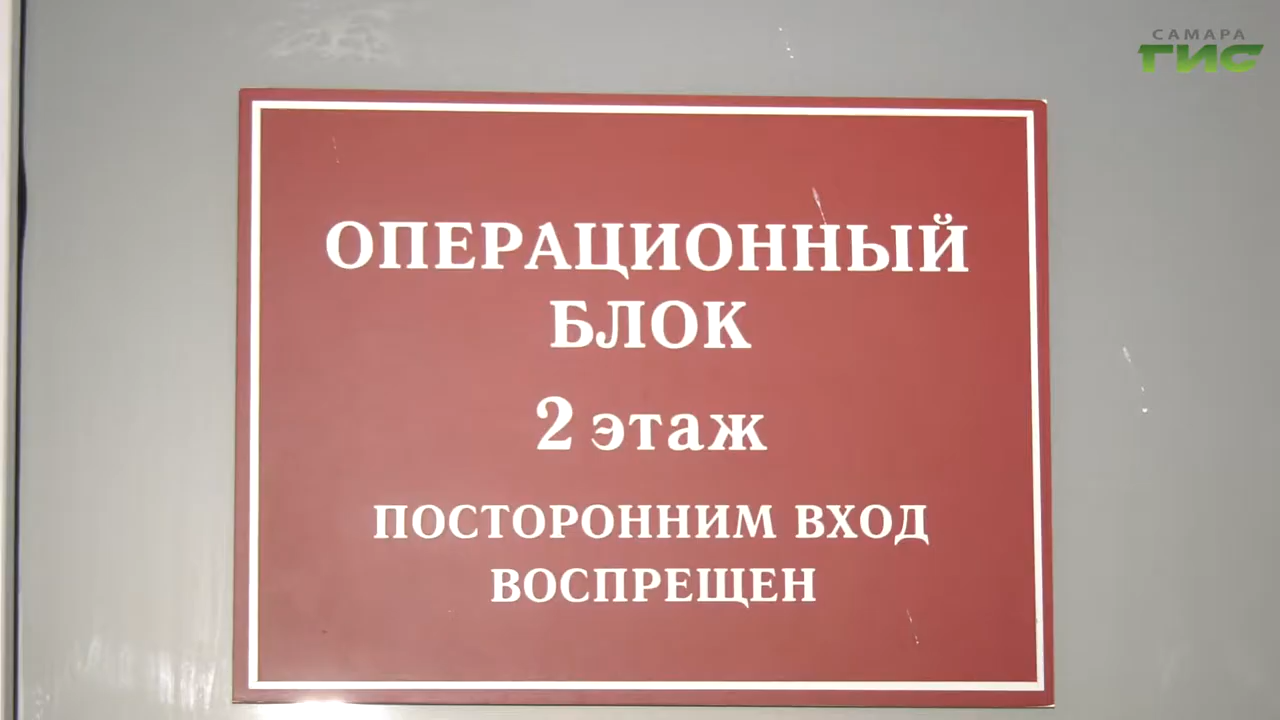 САМАРА
ГИС
ОПЕРАЦИОННЫЙ
БЛОК
2 этаж
ПОСТОРОННИМ ВХОД
ВОСПРЕЩЕН